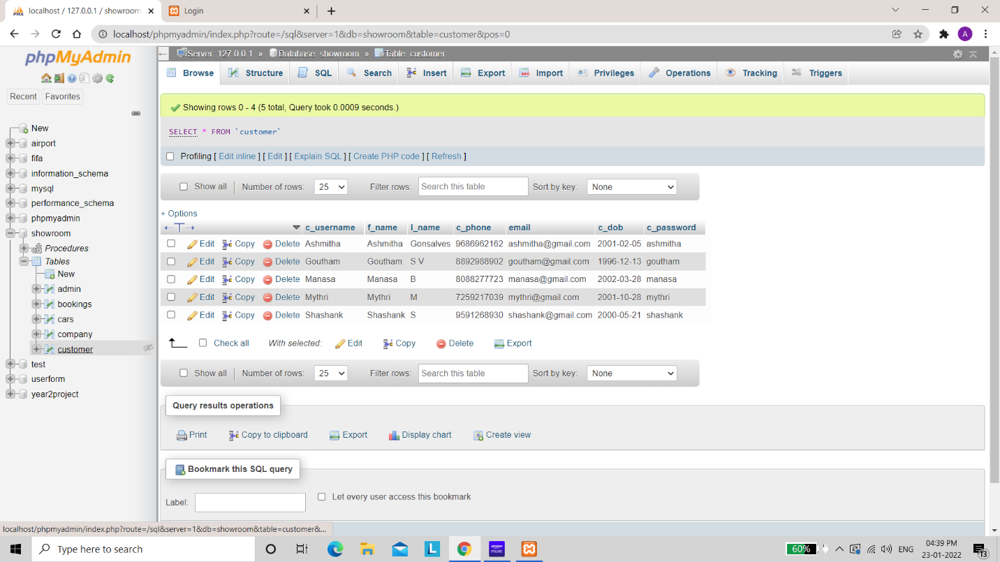 localhost / 127.0.0.1 / showroom
Login
localhost/phpmyadmin/index.php?route=/sql&server=1&db=showroom&table=customer&pos=0
A
phpMyAdmin
Recent Favorites
New
airport
fifa
information_schema
mysql
performance_schema
phpmyadmin
showroom
Procedures
Tables
New
admin
bookings
cars
company
customer
test
userform
year2project
Server: 127.0.0.1 » Database: showroom » Table: customer
Browse Structure SQL Search Insert Export Import Privileges Operations Tracking Triggers
Showing rows 0 - 4 (5 total, Query took 0.0009 seconds.)
SELECT * FROM `customer`
Profiling [ Edit inline ] [ Edit ] [ Explain SQL ] [ Create PHP code ] [ Refresh ]
Show all Number of rows: 25 Filter rows: Search this table Sort by key: None
+ Options
←T→ c_username f_name l_name c_phone email c_dob c_password
Edit Copy Delete Ashmitha Ashmitha Gonsalves 9686962162 ashmitha@gmail.com 2001-02-05 ashmitha
Edit Copy Delete Goutham Goutham S V 8892988902 goutham@gmail.com 1996-12-13 goutham
Edit Copy Delete Manasa Manasa B 8088277723 manasa@gmail.com 2002-03-28 manasa
Edit Copy Delete Mythri Mythri M 7259217039 mythri@gmail.com 2001-10-28 mythri
Edit Copy Delete Shashank Shashank S 9591268930 shashank@gmail.com 2000-05-21 shashank
Check all With selected: Edit Copy Delete Export
Show all Number of rows: 25 Filter rows: Search this table Sort by key: None
Query results operations
Print Copy to clipboard Export Display chart Create view
Bookmark this SQL query
Label: Let every user access this bookmark
localhost/phpmyadmin/index.php?route=/sql&server=1&db=showroom&table=customer&...
Type here to search
L
amazon music
60%
ENG
04:39 PM
23-01-2022
13